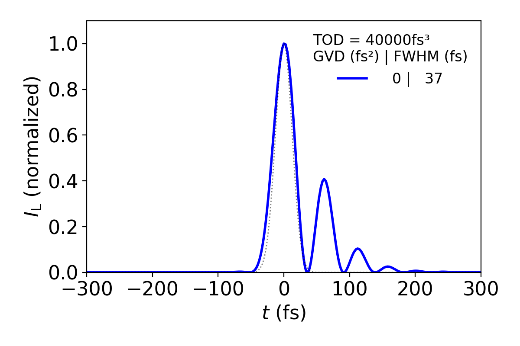 TOD = 40000fs³
GVD (fs²) | FWHM (fs)
0 | 37
1.0
0.8
0.6
0.4
0.2
0.0
I_L (normalized)
−300 −200 −100 0 100 200 300
t (fs)